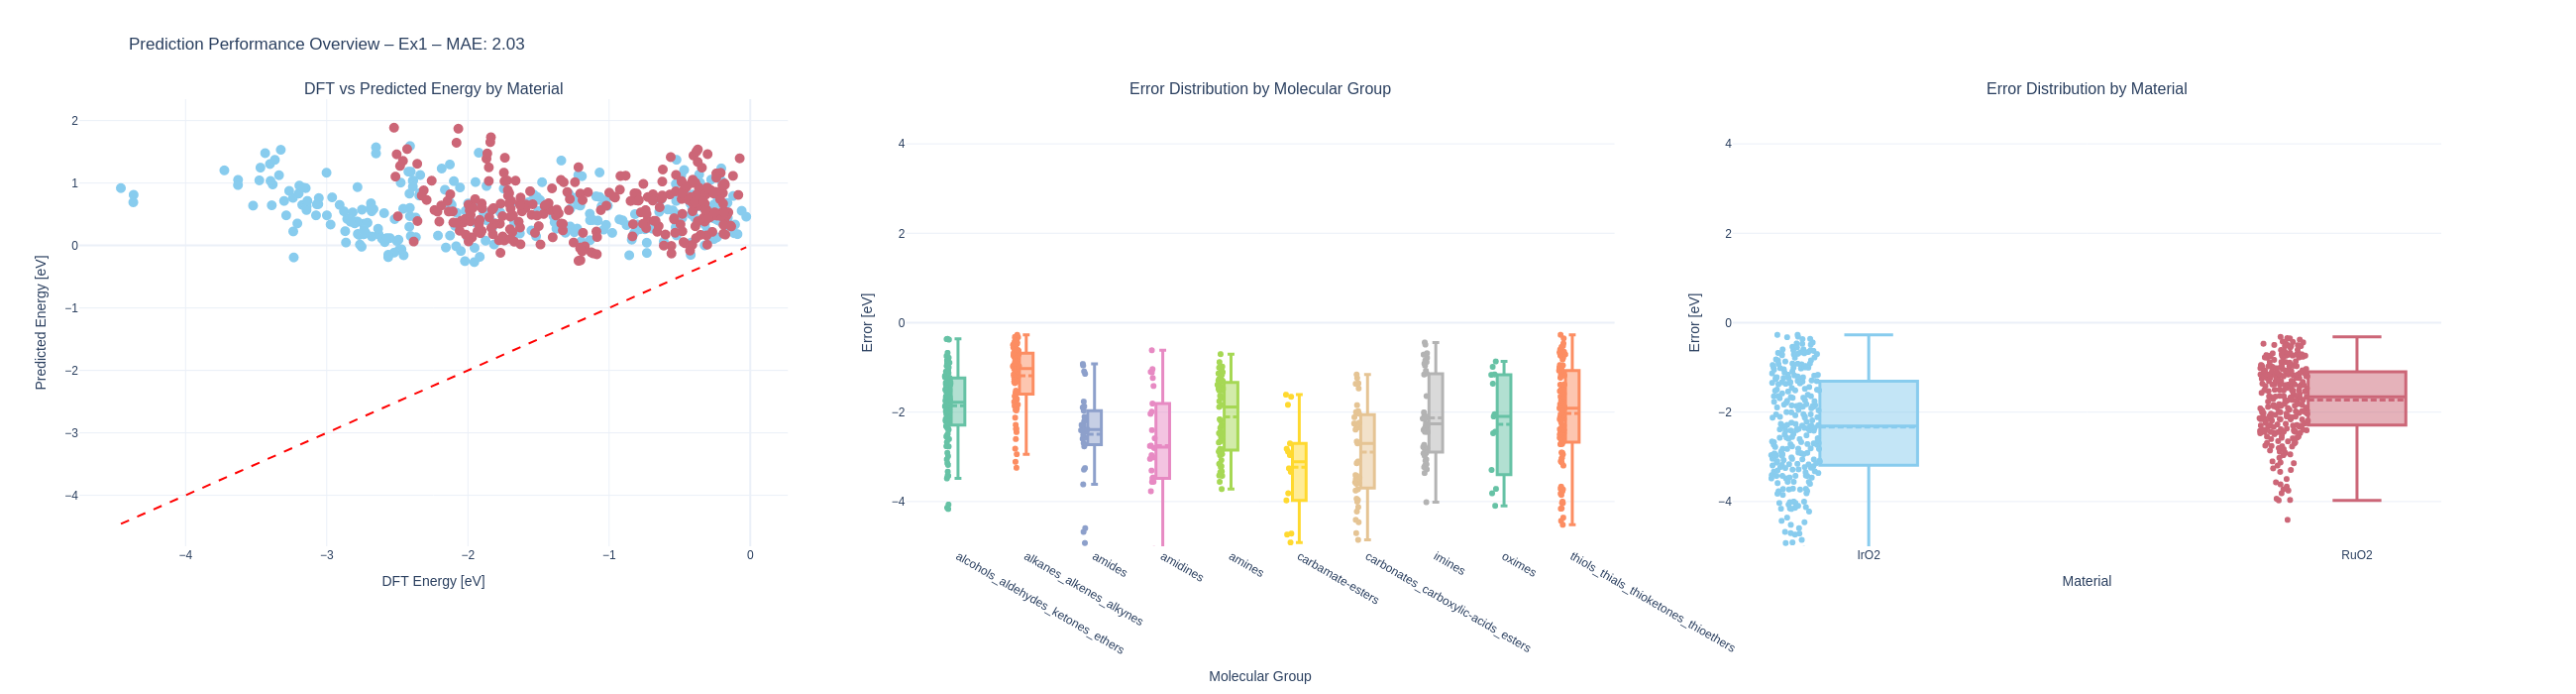 Prediction Performance Overview – Ex1 – MAE: 2.03
DFT vs Predicted Energy by Material
2
1
0
−1
−2
−3
−4
Predicted Energy [eV]
−4
−3
−2
−1
0
DFT Energy [eV]
Error Distribution by Molecular Group
4
2
0
−2
−4
Error [eV]
alcohols_aldehydes_ketones_ethers
alkanes_alkenes_alkynes
amides
amidines
amines
carbamate-esters
carbonates_carboxylic-acids_esters
imines
oximes
thiols_thials_thioketones_thioethers
Molecular Group
Error Distribution by Material
4
2
0
−2
−4
Error [eV]
IrO2
RuO2
Material